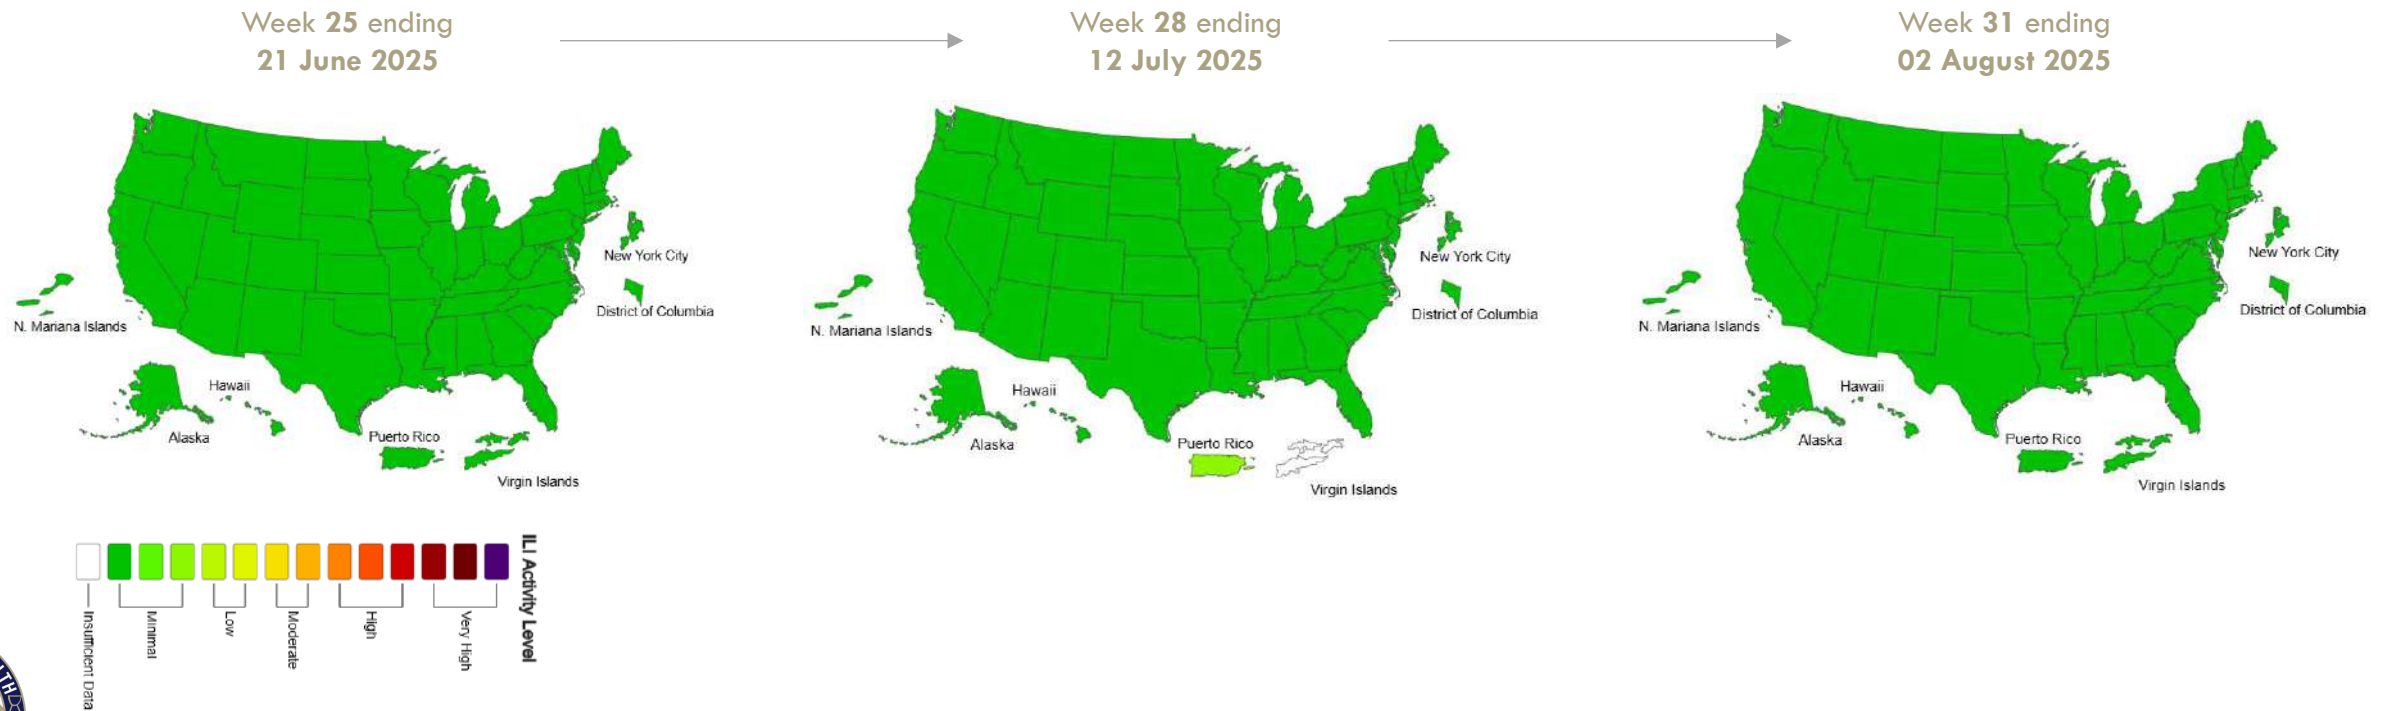 Week 25 ending
21 June 2025
Week 28 ending
12 July 2025
Week 31 ending
02 August 2025
New York City
District of Columbia
N. Mariana Islands
Hawaii
Alaska
Puerto Rico
Virgin Islands
New York City
District of Columbia
N. Mariana Islands
Hawaii
Alaska
Puerto Rico
Virgin Islands
New York City
District of Columbia
N. Mariana Islands
Hawaii
Alaska
Puerto Rico
Virgin Islands
ILI Activity Level
Insufficient Data
Minimal
Low
Moderate
High
Very High